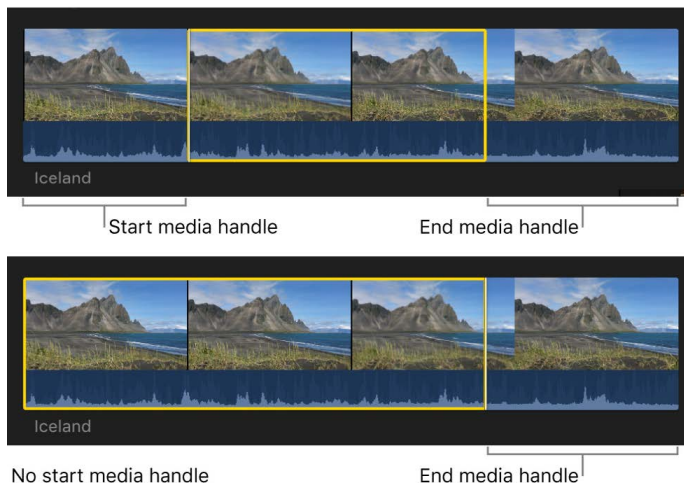 Iceland
Start media handle
End media handle
Iceland
No start media handle
End media handle